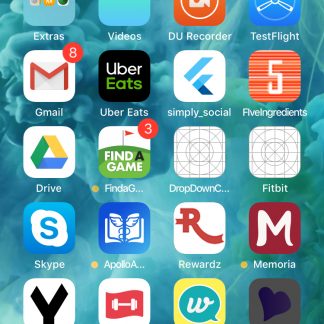 Extras Videos DU Recorder TestFlight
8
Uber Eats
5
Gmail Uber Eats simply_social FIveIngredients
3
FIND A GAME
Drive FindaG... DropDownC... Fitbit
S R M
Skype ApolloA... Rewardz Memoria
Y w